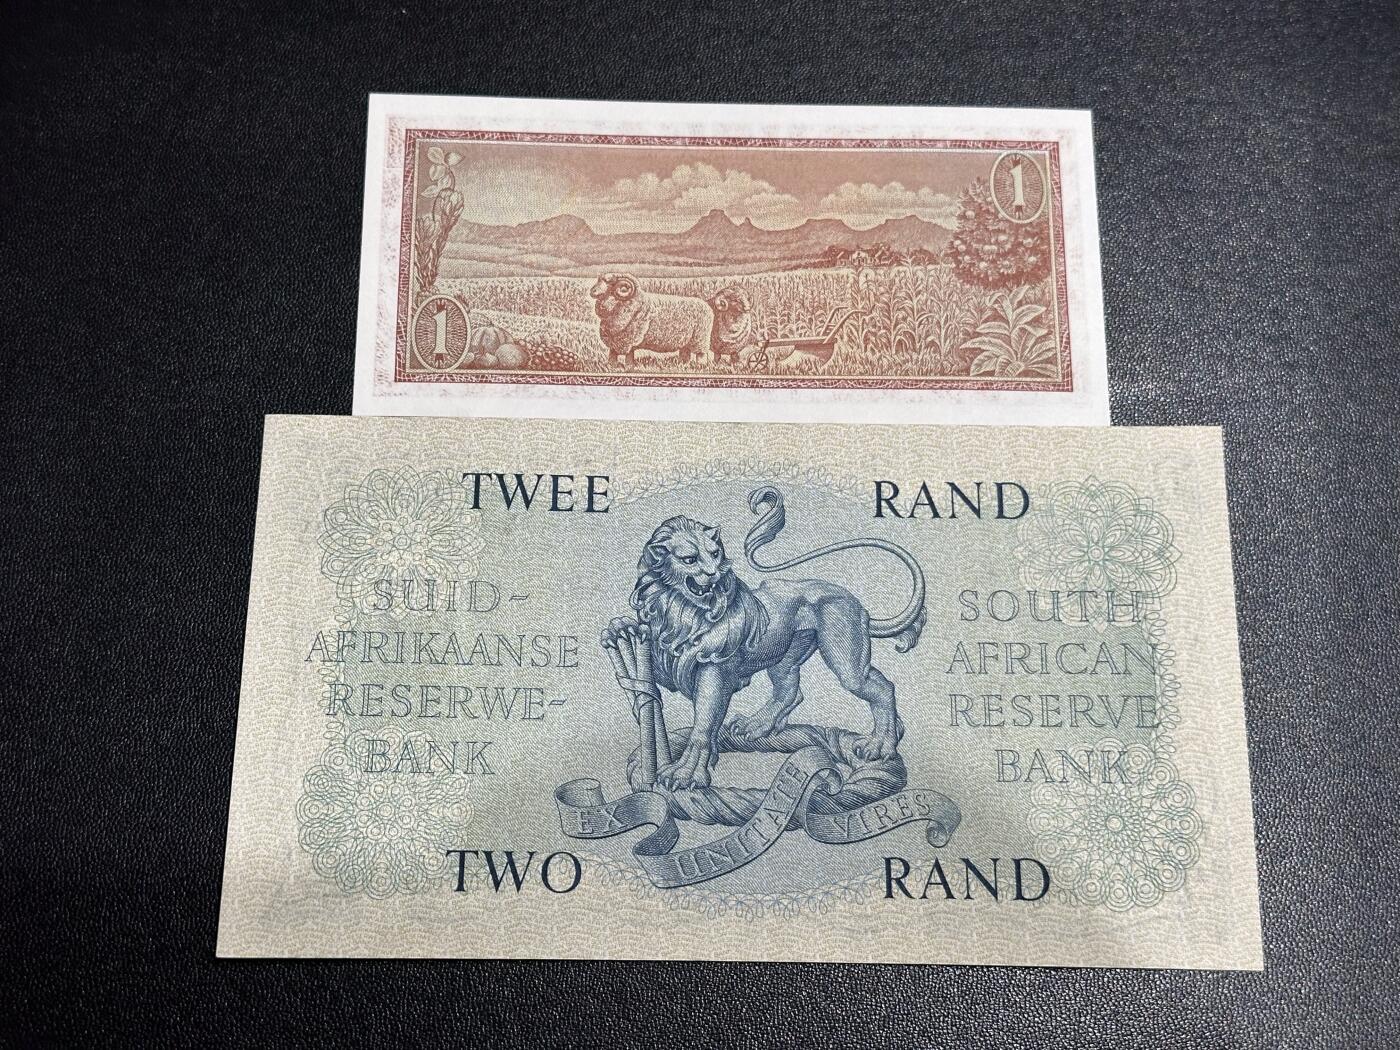 1
1
TWEE RAND
SUID-
AFRIKAANSE
RESERWE-
BANK
SOUTH
AFRICAN
RESERVE
BANK
EX UNITATE VIRES
TWO RAND